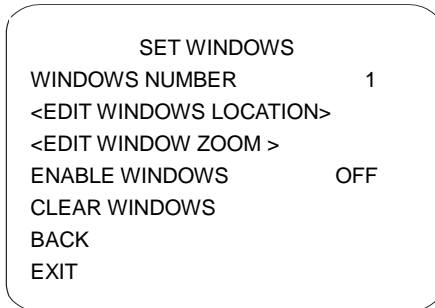 SET WINDOWS
WINDOWS NUMBER 1
<EDIT WINDOWS LOCATION>
<EDIT WINDOW ZOOM >
ENABLE WINDOWS OFF
CLEAR WINDOWS
BACK
EXIT